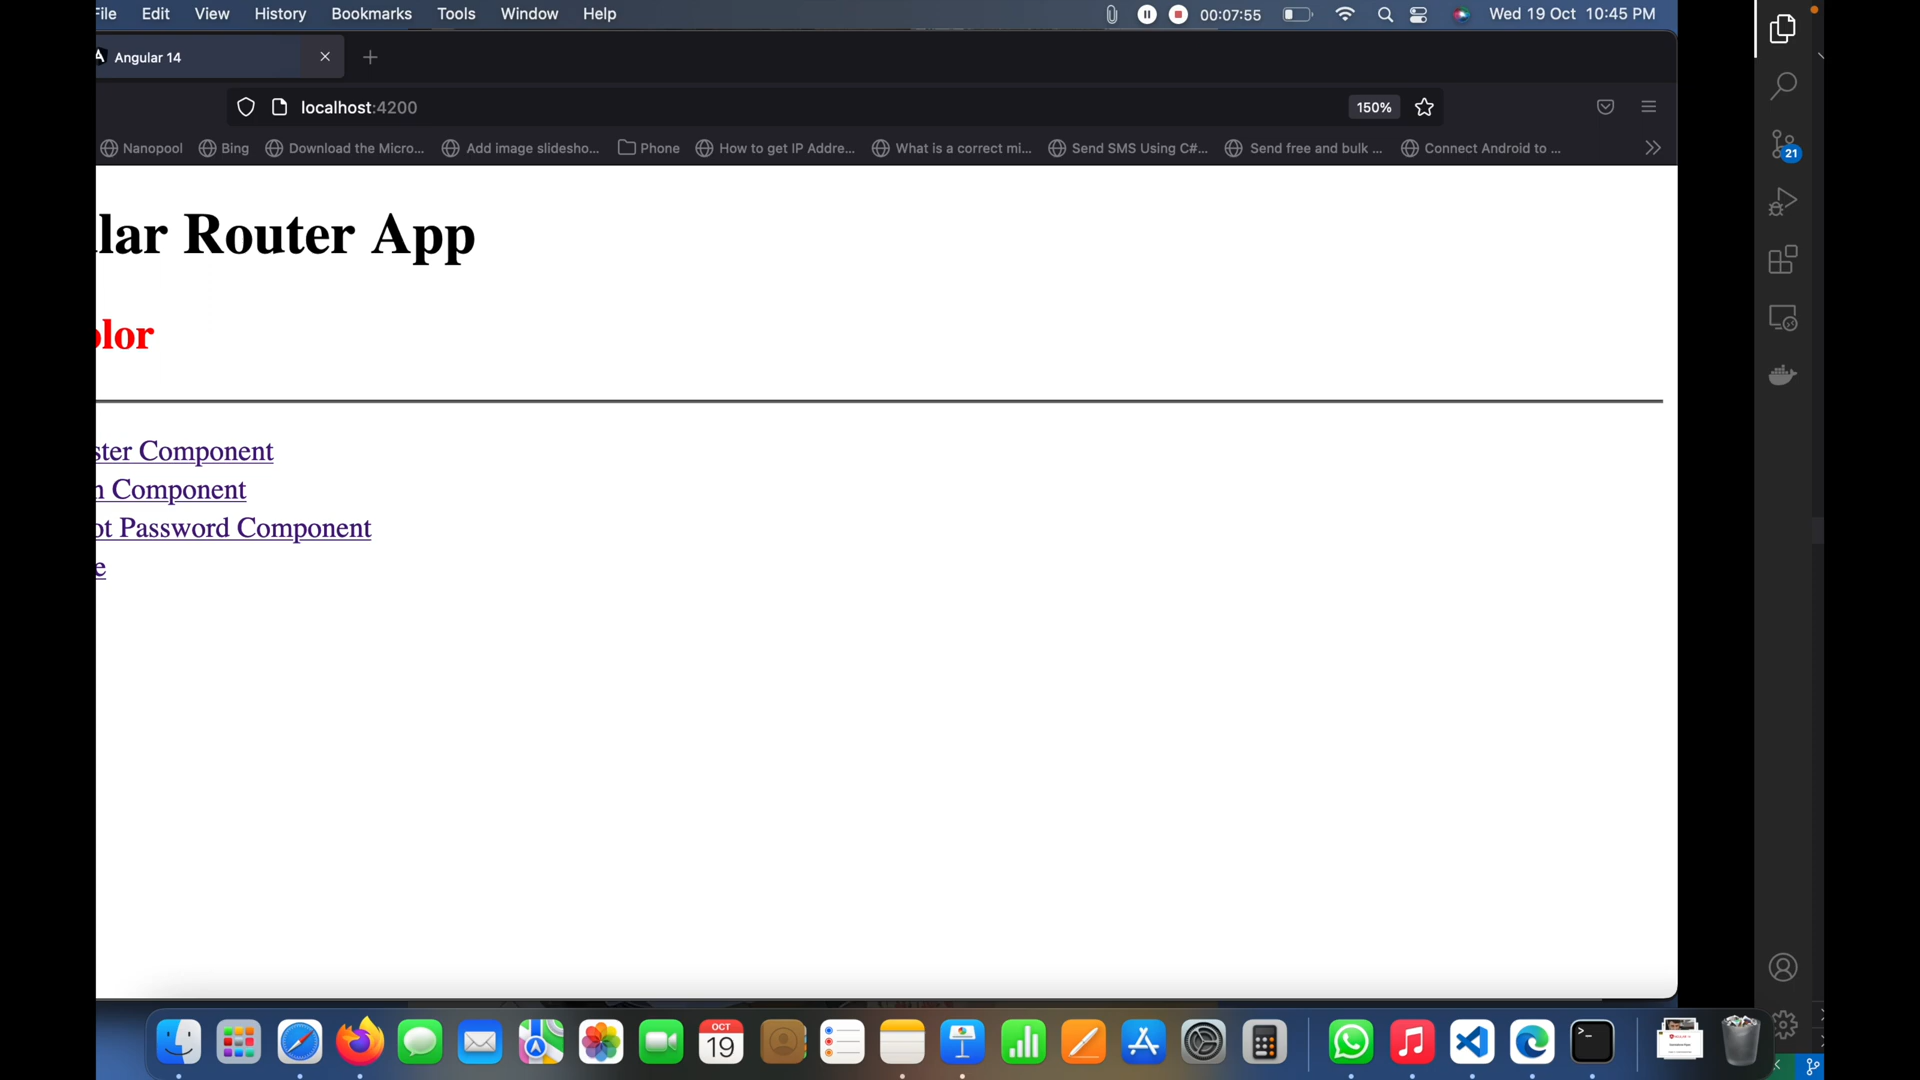 File Edit View History Bookmarks Tools Window Help 00:07:55 Wed 19 Oct 10:45 PM
Angular 14
localhost:4200 150%
Nanopool Bing Download the Micro... Add image slidesho... Phone How to get IP Addre... What is a correct mi... Send SMS Using C#... Send free and bulk ... Connect Android to ...
lar Router App
olor
ster Component
n Component
ot Password Component
e
21
OCT
19